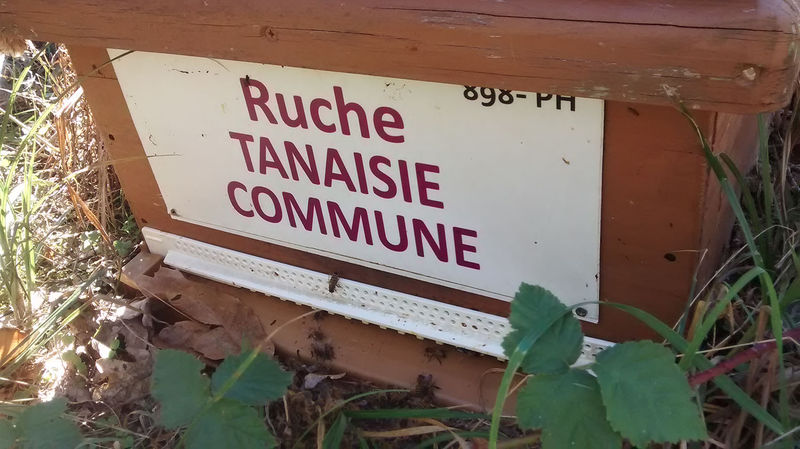 898- PH
Ruche
TANAISIE
COMMUNE